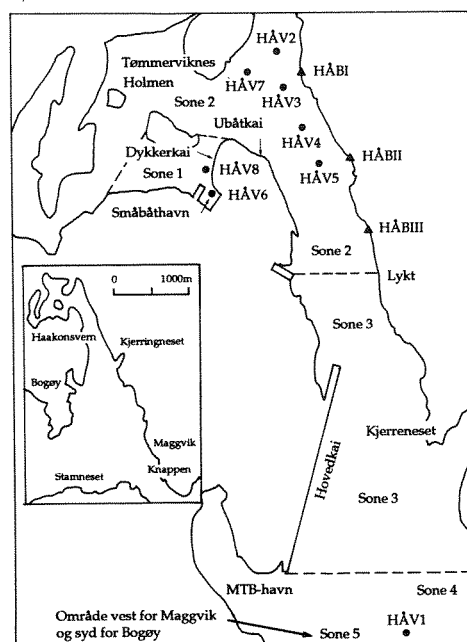 HÅV2
Tømmerviknes
Holmen
HÅV7
HÅBI
Sone 2
HÅV3
Ubåtkai
HÅV4
Dykkerkai
HÅBII
Sone 1
HÅV8
HÅV5
Småbåthavn
HÅV6
HÅBIII
Sone 2
Lykt
0 1000m
Sone 3
Haakonsvern
Kjerringneset
Bogøy
Kjerreneset
Maggvik
Knappen
Hovedkai
Stamneset
Sone 3
MTB-havn
Sone 4
Område vest for Maggvik
og syd for Bogøy
Sone 5
HÅV1